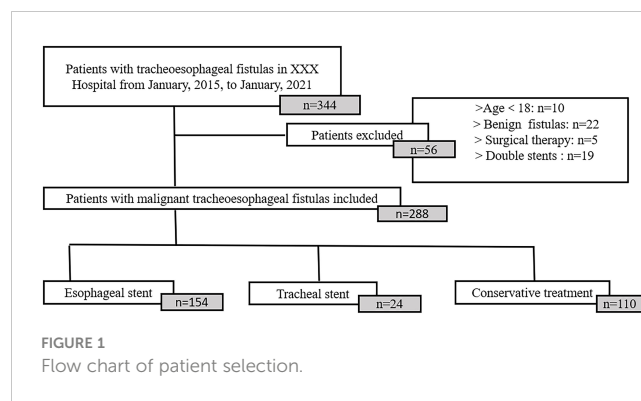 Patients with tracheoesophageal fistulas in XXX
Hospital from January, 2015, to January, 2021
n=344
>Age < 18: n=10
> Benign fistulas: n=22
> Surgical therapy: n=5
> Double stents : n=19
Patients excluded
n=56
Patients with malignant tracheoesophageal fistulas included
n=288
Esophageal stent
n=154
Tracheal stent
n=24
Conservative treatment
n=110
FIGURE 1
Flow chart of patient selection.